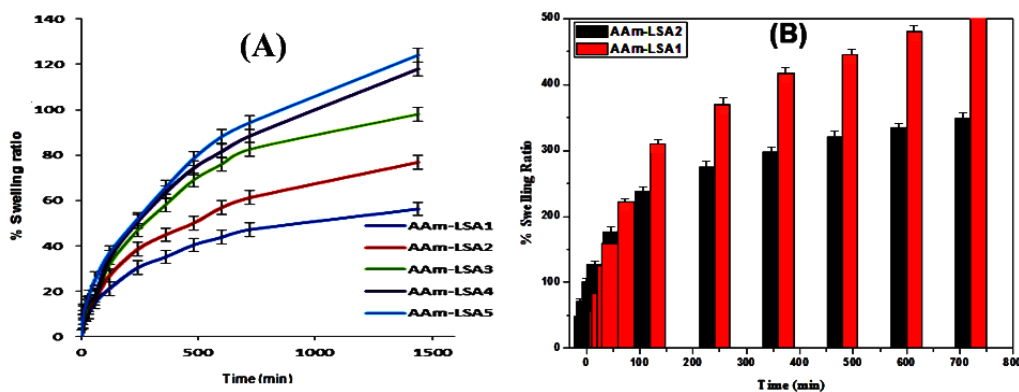 (A)
% Swelling ratio
140
120
100
80
60
40
20
0
0
500
1000
1500
Time (min)
AAm-LSA1
AAm-LSA2
AAm-LSA3
AAm-LSA4
AAm-LSA5
(B)
AAm-LSA2
AAm-LSA1
% Swelling Ratio
500
400
300
200
100
0
0
100
200
300
400
500
600
700
800
Time (min)